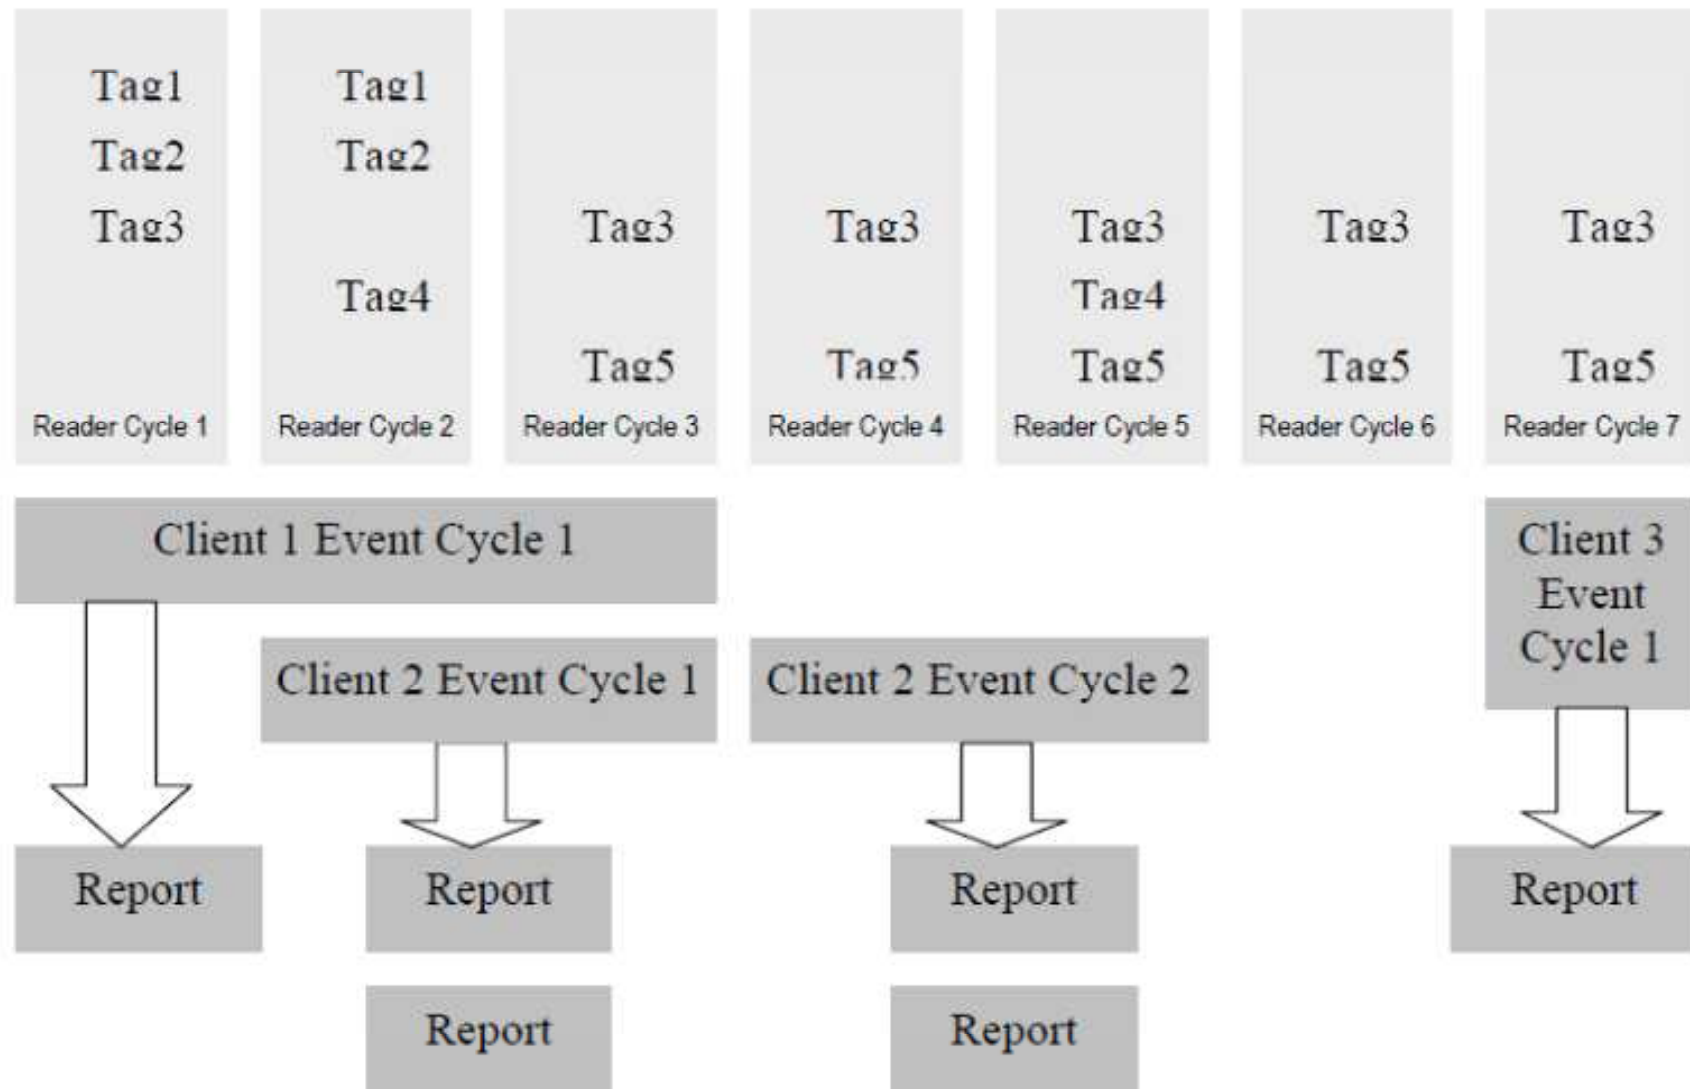 Tag1
Tag2
Tag3
Reader Cycle 1
Tag1
Tag2
Tag4
Reader Cycle 2
Tag3
Tag5
Reader Cycle 3
Tag3
Tag5
Reader Cycle 4
Tag3
Tag4
Tag5
Reader Cycle 5
Tag3
Tag5
Reader Cycle 6
Tag3
Tag5
Reader Cycle 7
Client 1 Event Cycle 1
Client 2 Event Cycle 1
Client 2 Event Cycle 2
Client 3
Event
Cycle 1
Report
Report
Report
Report
Report
Report